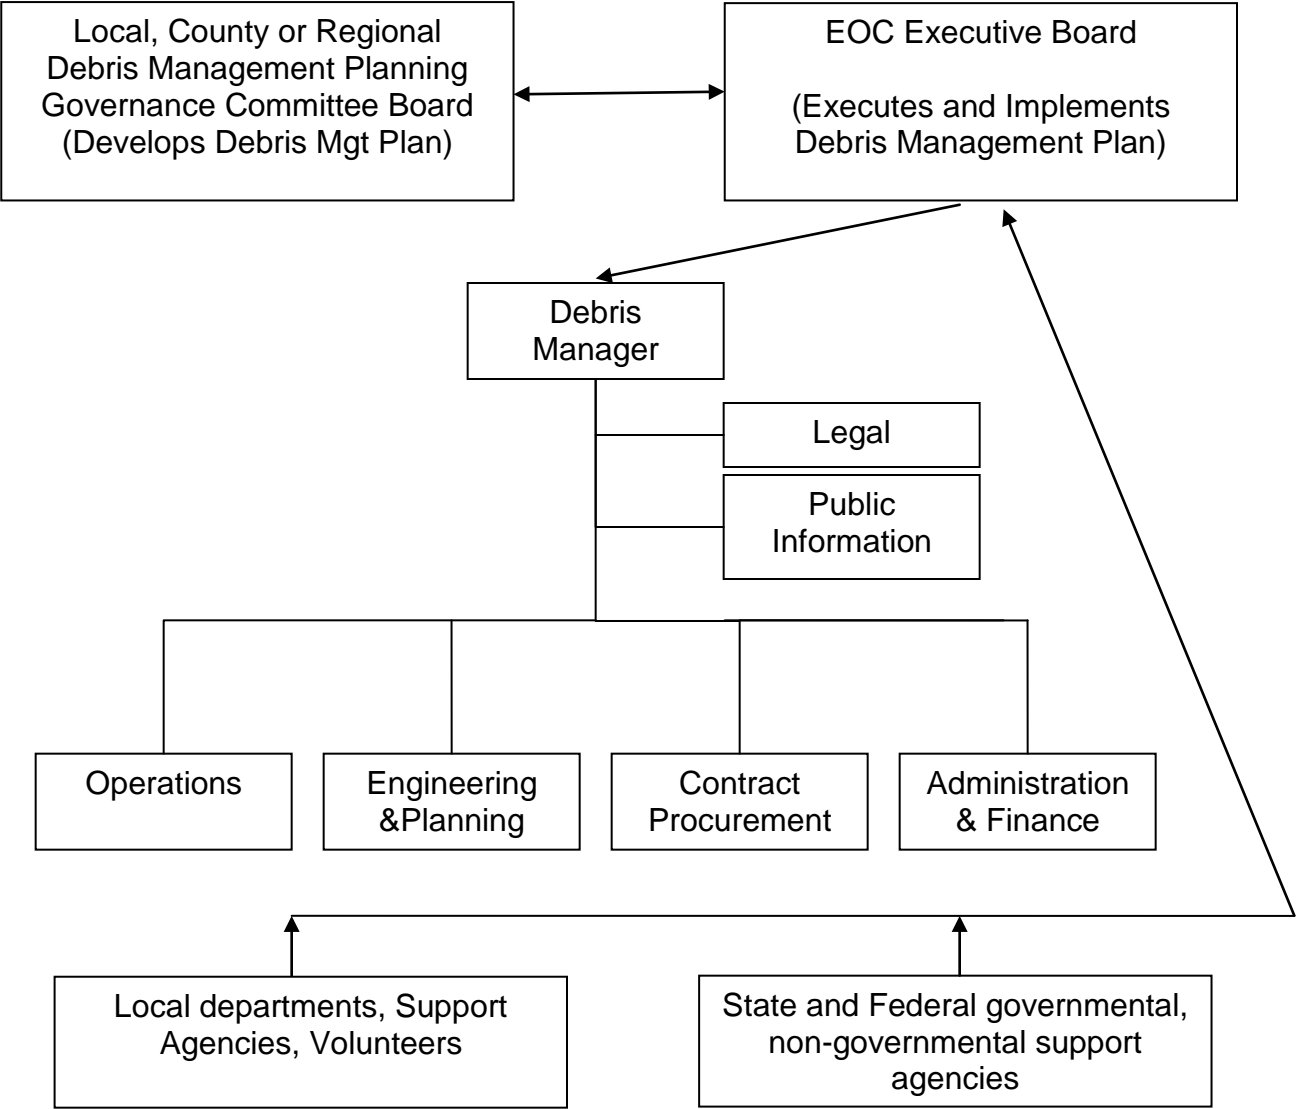 Local, County or Regional
Debris Management Planning
Governance Committee Board
(Develops Debris Mgt Plan)
EOC Executive Board
(Executes and Implements
Debris Management Plan)
Debris
Manager
Legal
Public
Information
Operations
Engineering
&Planning
Contract
Procurement
Administration
& Finance
Local departments, Support
Agencies, Volunteers
State and Federal governmental,
non-governmental support
agencies